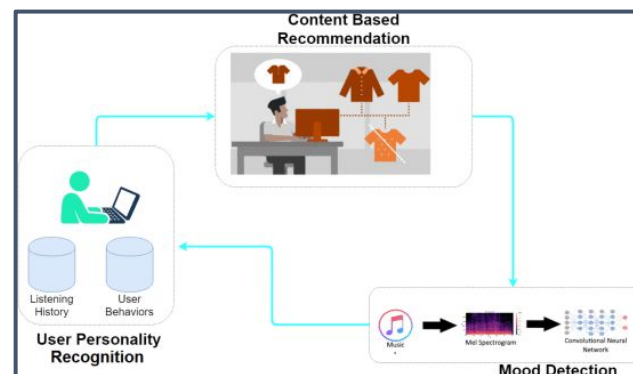 Content Based
Recommendation
Listening
History
User
Behaviors
User Personality
Recognition
Music
Mel Spectrogram
Convolutional Neural
Network
Mood Detection